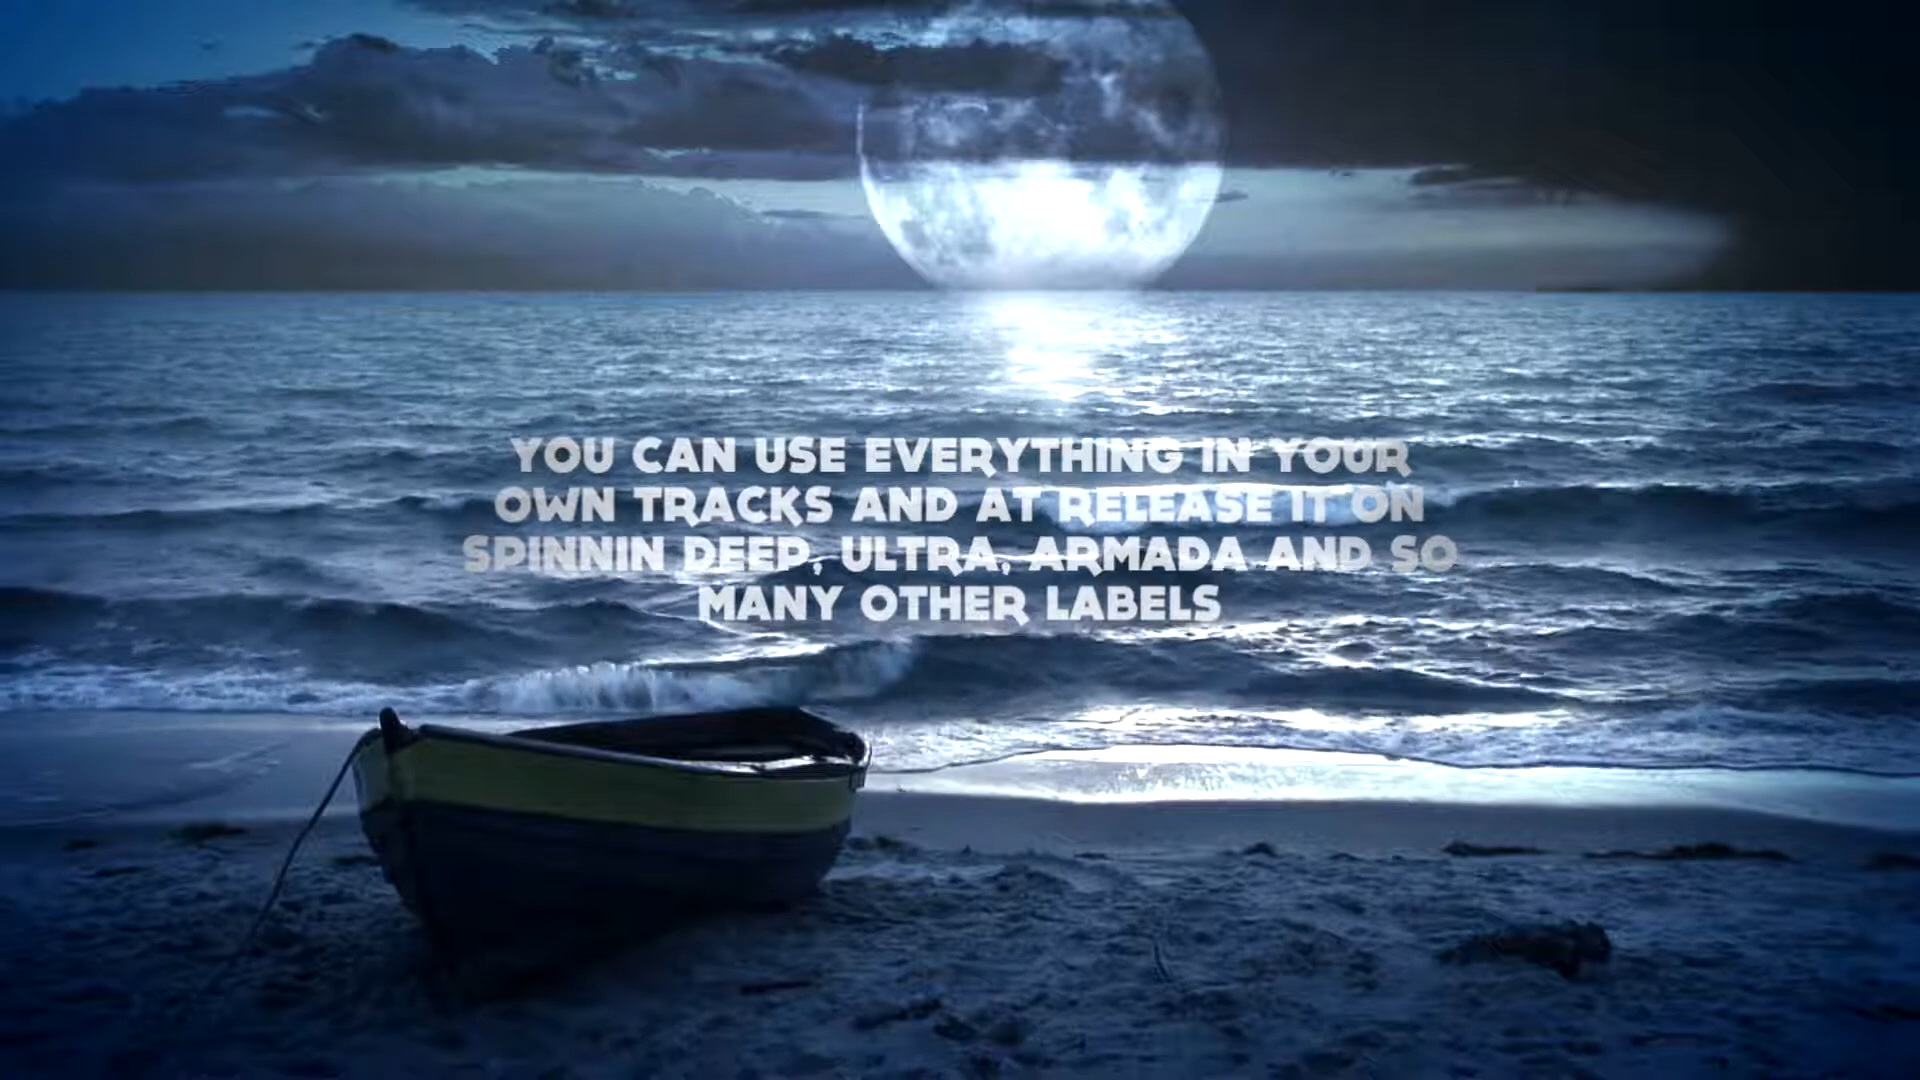 YOU CAN USE EVERYTHING IN YOUR
OWN TRACKS AND AT RELEASE IT ON
SPINNIN DEEP, ULTRA, ARMADA AND SO
MANY OTHER LABELS